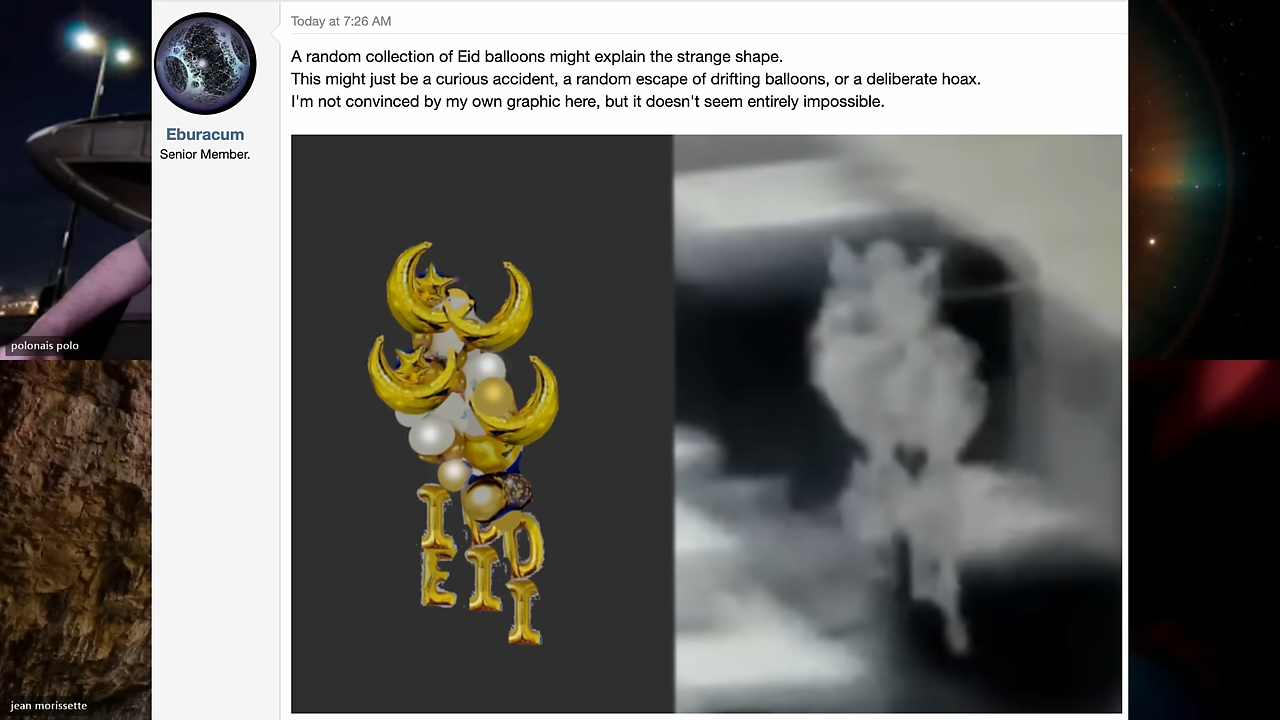 Today at 7:26 AM
Eburacum
Senior Member.
A random collection of Eid balloons might explain the strange shape.
This might just be a curious accident, a random escape of drifting balloons, or a deliberate hoax.
I'm not convinced by my own graphic here, but it doesn't seem entirely impossible.
I D
E I I
polonais polo
jean morissette